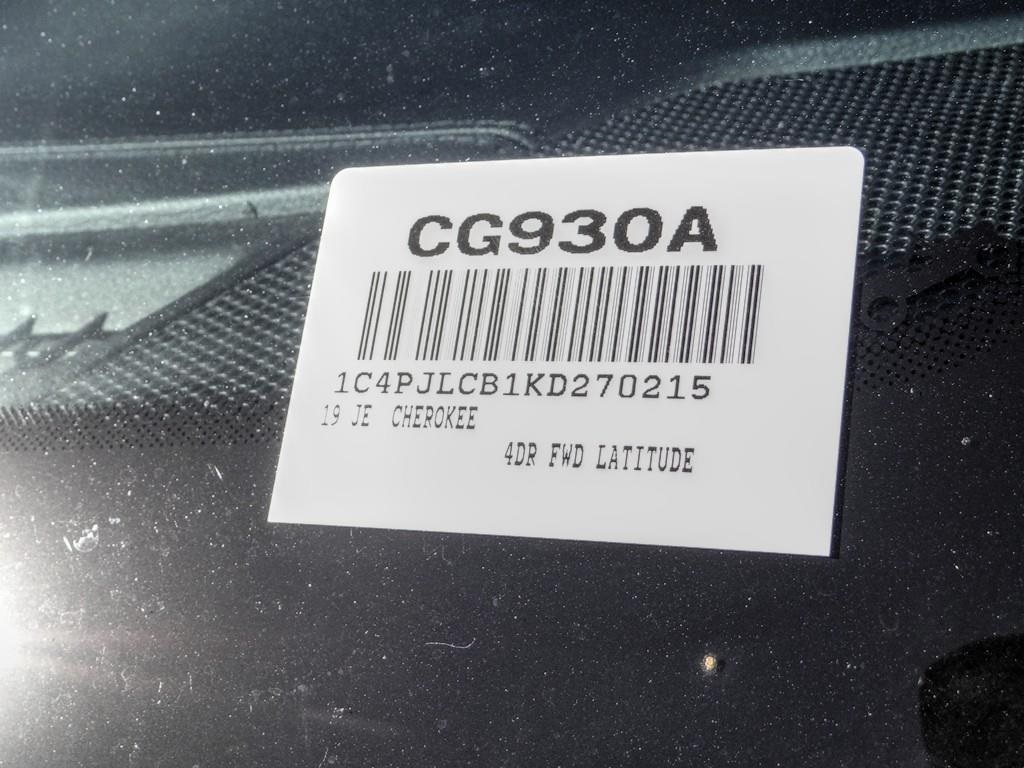 CG930A
1C4PJLCB1KD270215
19 JE CHEROKEE
4DR FWD LATITUDE